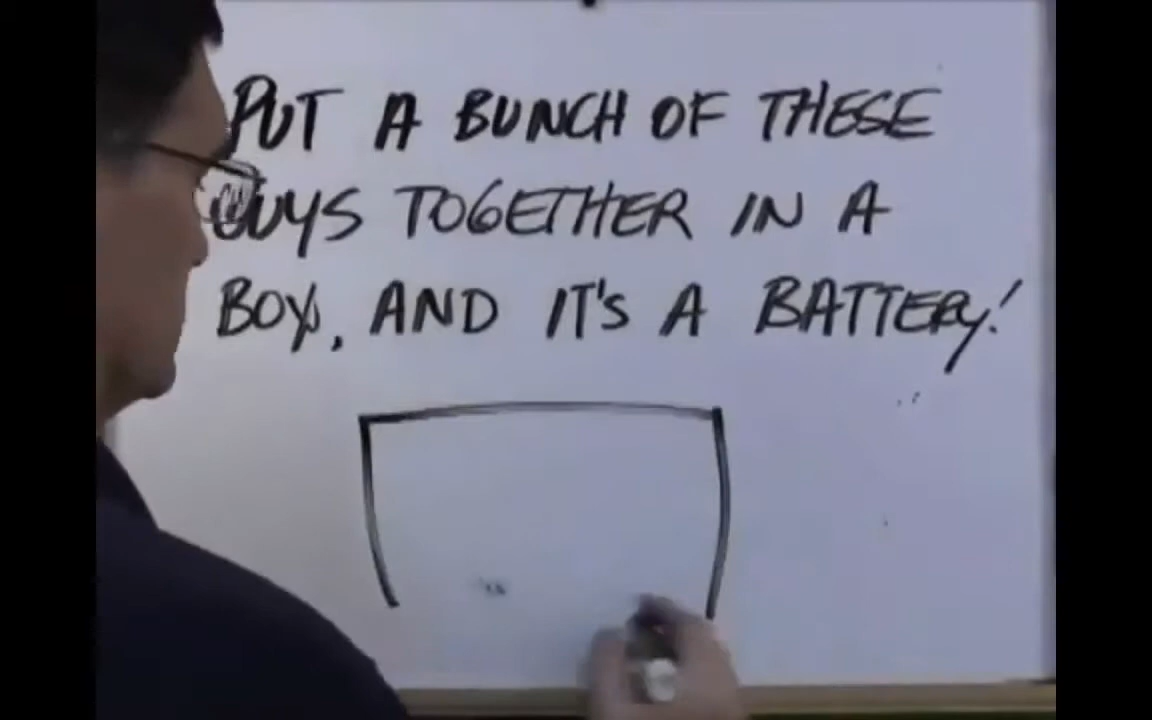 PUT A BUNCH OF THESE
GUYS TOGETHER IN A
BOX, AND IT'S A BATTERY!